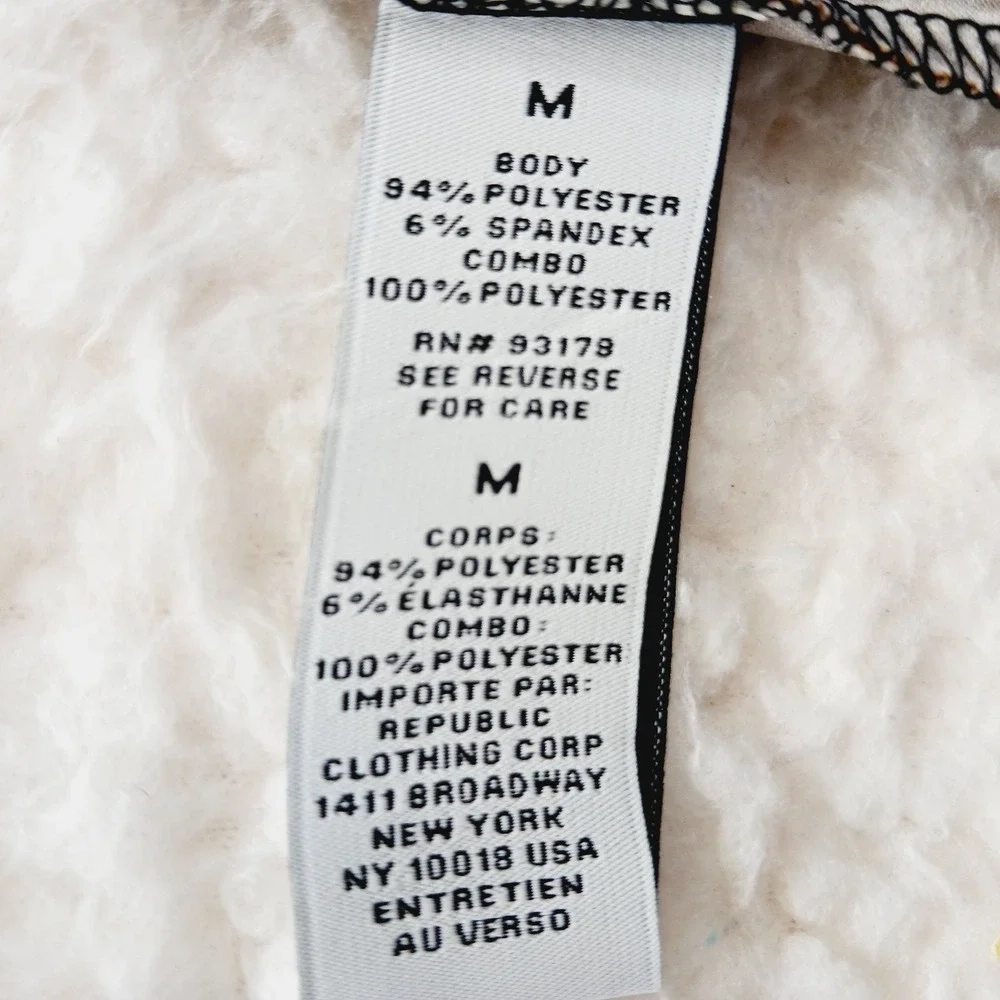 M
BODY
94% POLYESTER
6% SPANDEX
COMBO
100% POLYESTER
RN# 93179
SEE REVERSE
FOR CARE
M
CORPS:
94% POLYESTER
6% ÉLASTHANNE
COMBO:
100% POLYESTER
IMPORTE PAR:
REPUBLIC
CLOTHING CORP
1411 BROADWAY
NEW YORK
NY 10018 USA
ENTRETIEN
AU VERSO